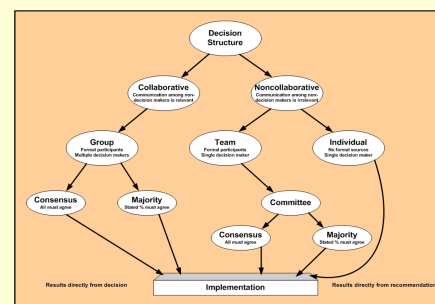 Decision
Structure
Collaborative
Communication among non-
decision makers is relevant
Noncollaborative
Communication among non-
decision makers is irrelevant
Group
Formal participants
Multiple decision makers
Team
Formal participants
Single decision maker
Individual
No formal sources
Single decision maker
Consensus
All must agree
Majority
Stated % must agree
Committee
Consensus
All must agree
Majority
Stated % must agree
Results directly from decision
Results directly from recommendation
Implementation